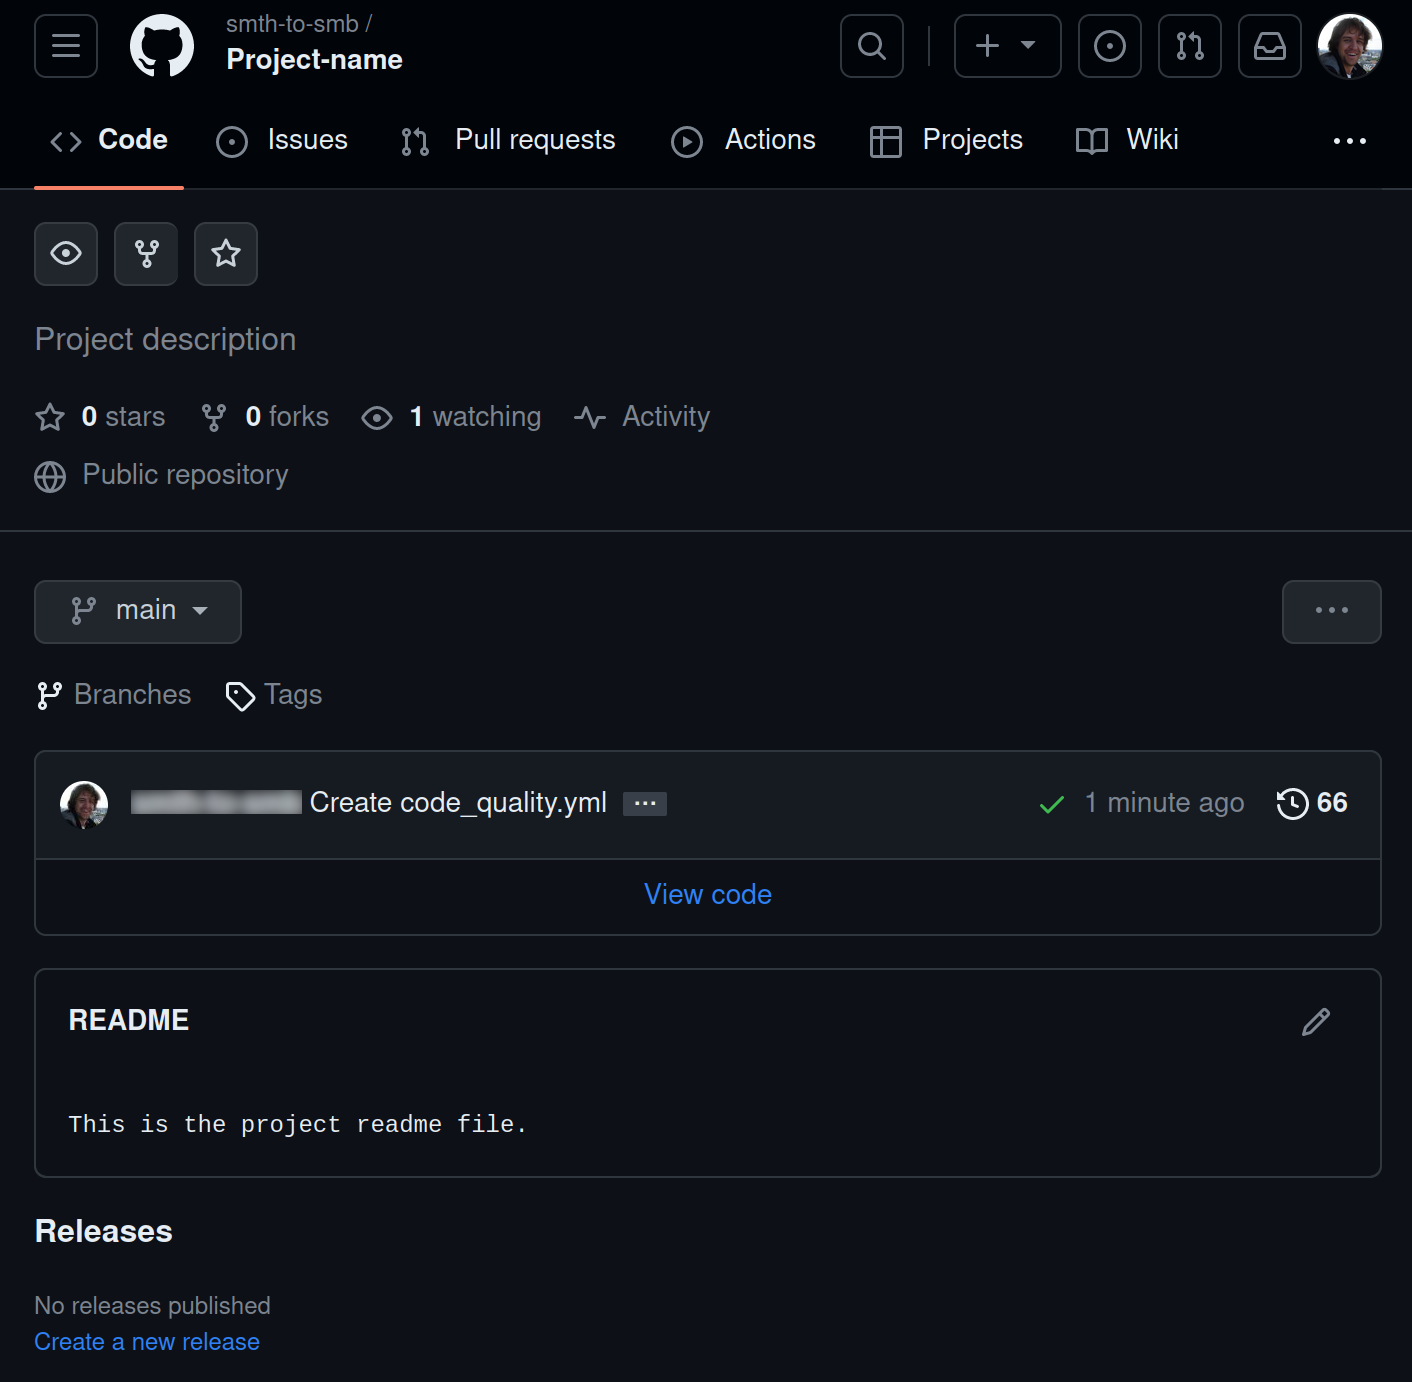 smth-to-smb /
Project-name
Code Issues Pull requests Actions Projects Wiki
Project description
0 stars 0 forks 1 watching Activity
Public repository
main
Branches Tags
Create code_quality.yml 1 minute ago 66
View code
README
This is the project readme file.
Releases
No releases published
Create a new release